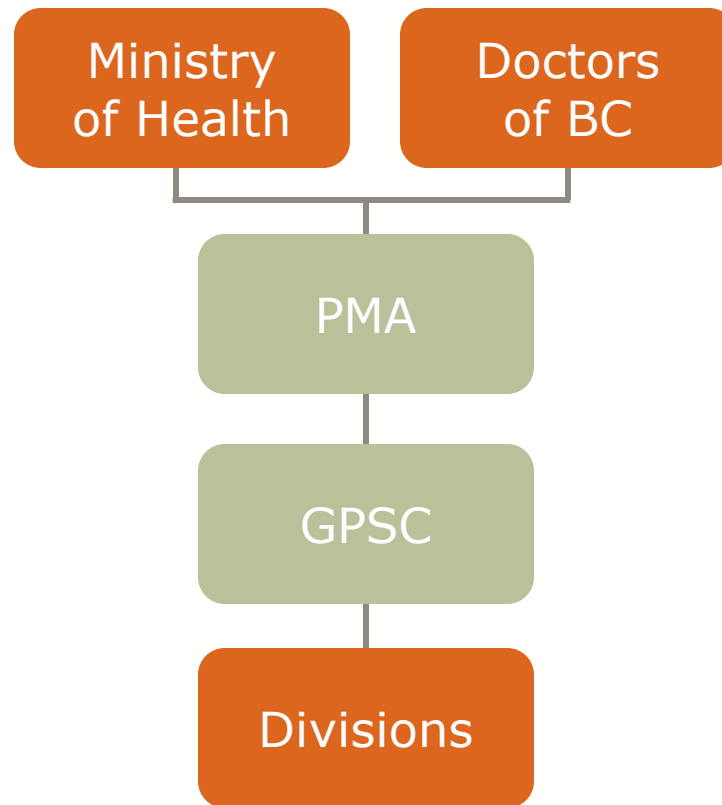 Ministry
of Health
Doctors
of BC
PMA
GPSC
Divisions